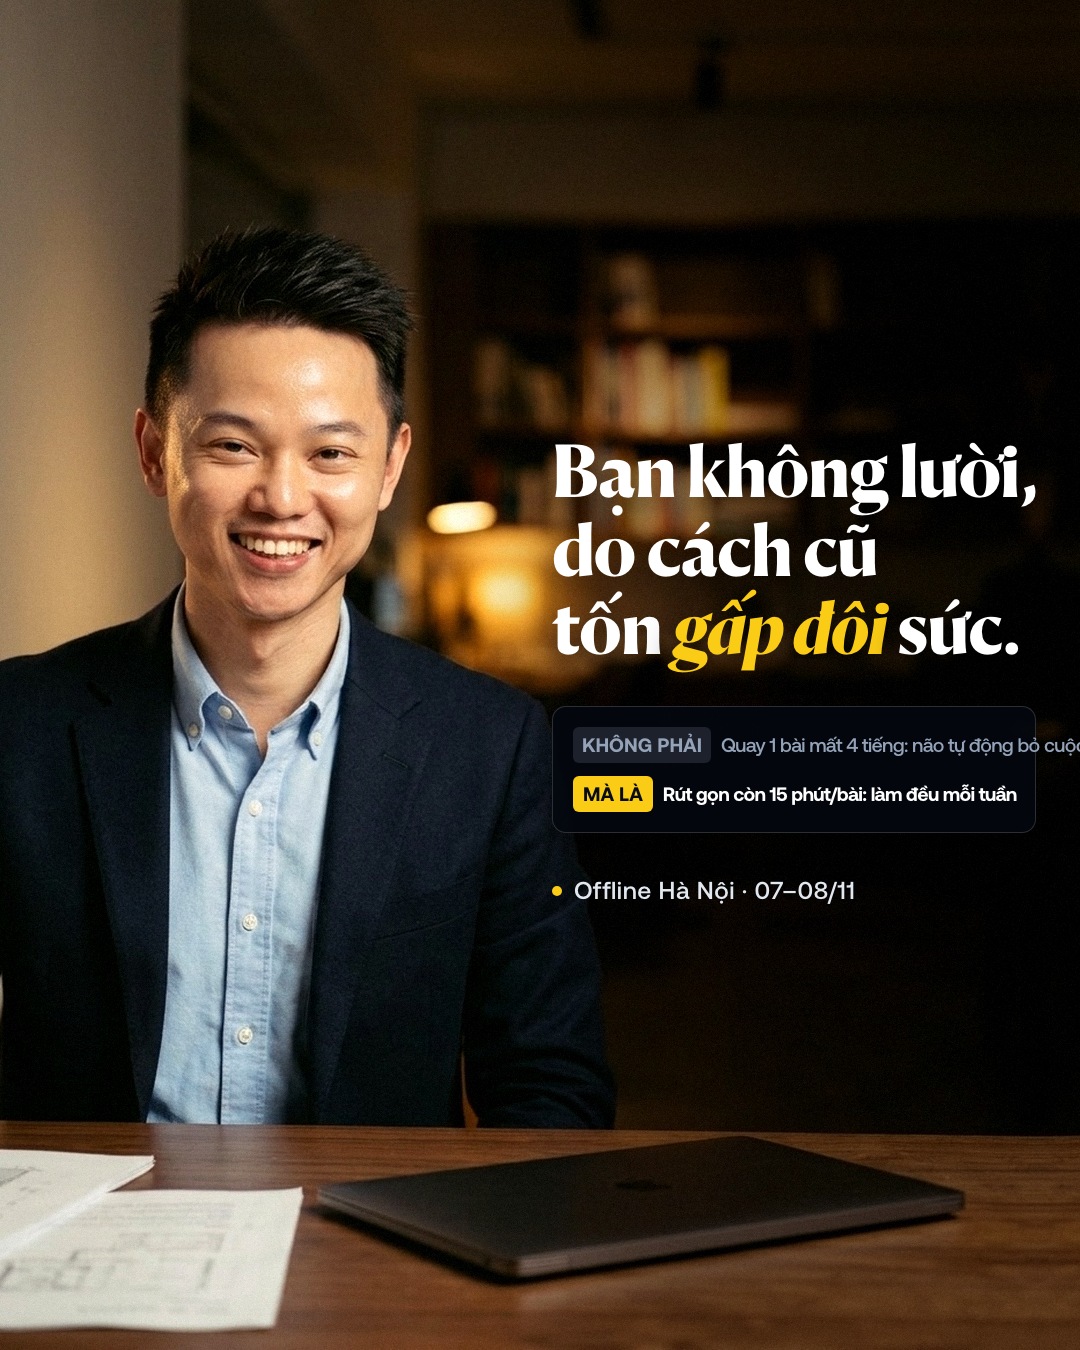 Bạn không lười,
do cách cũ
tốn gấp đôi sức.
KHÔNG PHẢI Quay 1 bài mất 4 tiếng: não tự động bỏ
MÀ LÀ Rút gọn còn 15 phút/bài: làm đều mỗi tuần
Offline Hà Nội · 07–08/11